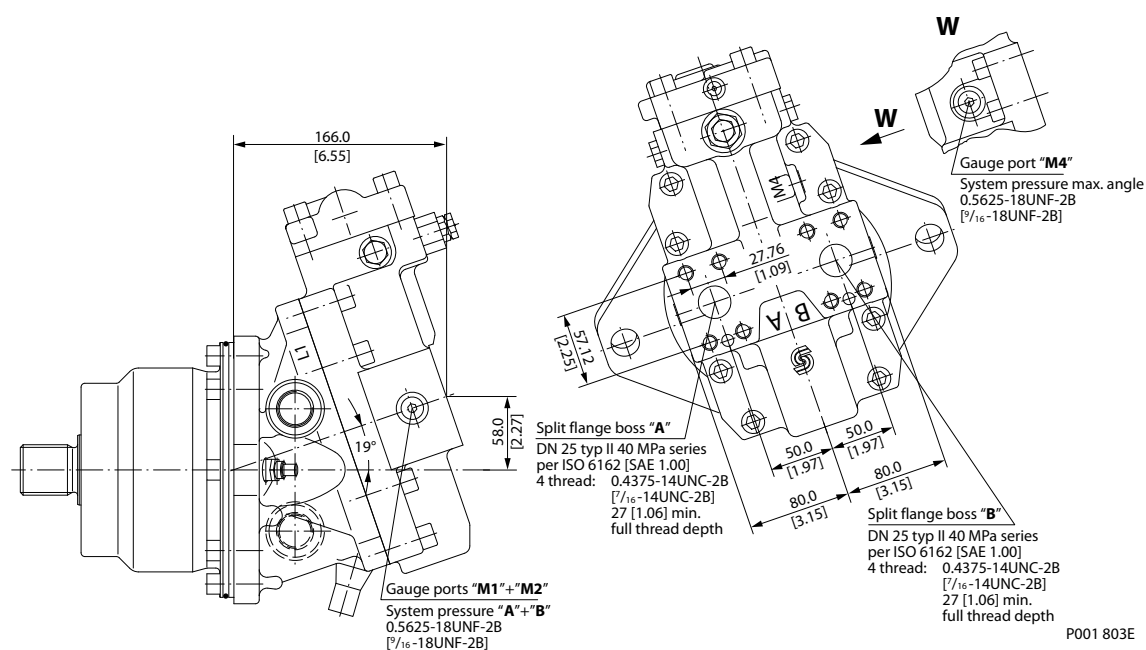 W
W
166.0
[6.55]
Gauge port "M4"
System pressure max. angle
0.5625-18UNF-2B
[9/16-18UNF-2B]
M4
27.76
[1.09]
L1
57.12
[2.25]
B A
58.0
[2.27]
19°
Split flange boss "A"
DN 25 typ II 40 MPa series
per ISO 6162 [SAE 1.00]
4 thread: 0.4375-14UNC-2B
[7/16-14UNC-2B]
27 [1.06] min.
full thread depth
50.0
[1.97]
50.0
[1.97]
80.0
[3.15]
80.0
[3.15]
Split flange boss "B"
DN 25 typ II 40 MPa series
per ISO 6162 [SAE 1.00]
4 thread: 0.4375-14UNC-2B
[7/16-14UNC-2B]
27 [1.06] min.
full thread depth
Gauge ports "M1"+"M2"
System pressure "A"+"B"
0.5625-18UNF-2B
[9/16-18UNF-2B]
P001 803E